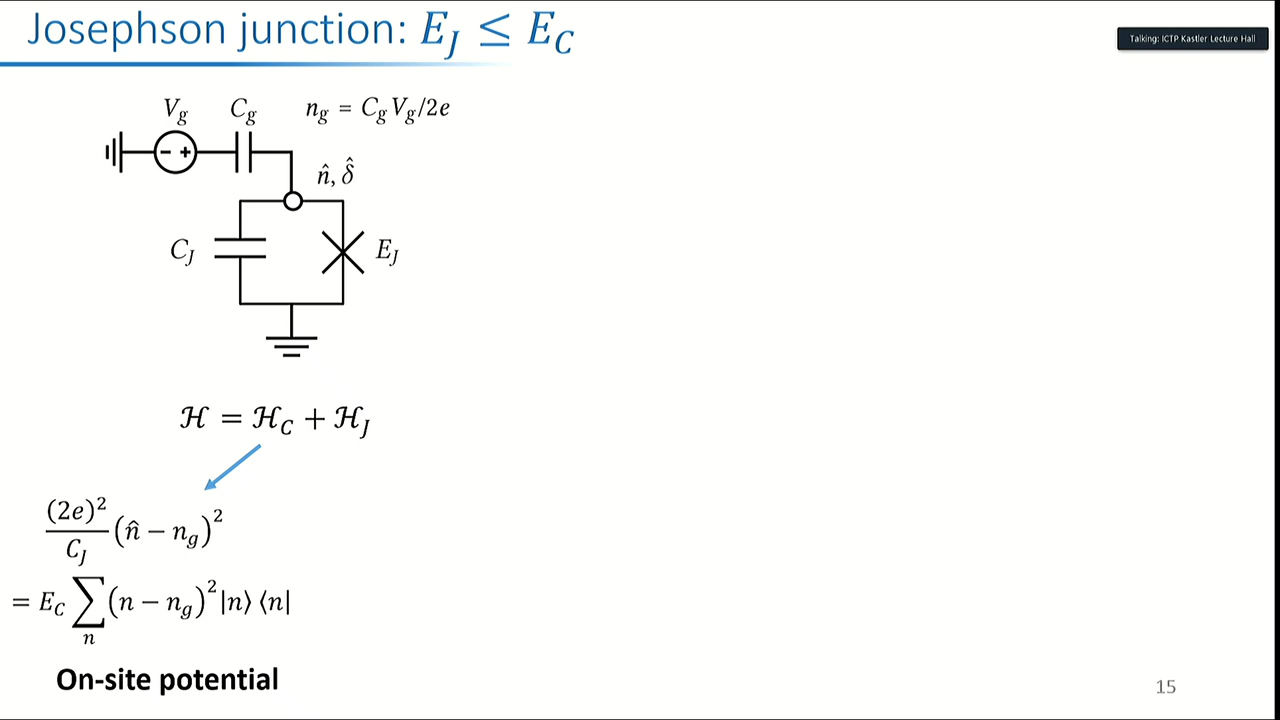 Josephson junction: E_J ≤ E_C
Talking: ICTP Kastler Lecture Hall
V_g C_g n_g = C_g V_g/2e
n̂, δ̂
C_J E_J
ℋ = ℋ_C + ℋ_J
(2e)²/C_J (n̂ − n_g)²
= E_C ∑_n (n − n_g)² |n⟩ ⟨n|
On-site potential
15